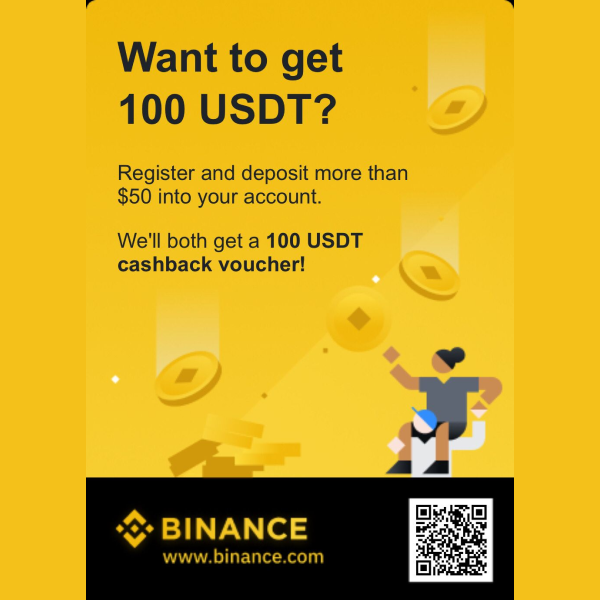 Want to get
100 USDT?
Register and deposit more than
$50 into your account.
We'll both get a 100 USDT
cashback voucher!
BINANCE
www.binance.com